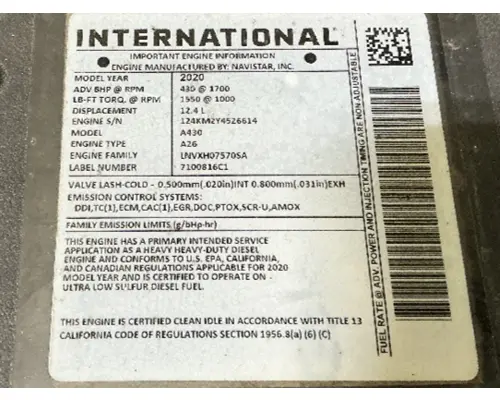 INTERNATIONAL®
IMPORTANT ENGINE INFORMATION
ENGINE MANUFACTURED BY: NAVISTAR, INC.
MODEL YEAR 2020
ADV BHP @ RPM 430 @ 1700
LB-FT TORQ. @ RPM 1550 @ 1000
DISPLACEMENT 12.4 L
ENGINE S/N 124KM2Y4526614
MODEL A430
ENGINE TYPE A26
ENGINE FAMILY LNVXH07570SA
LABEL NUMBER 7100816C1
VALVE LASH-COLD - 0.500mm(.020in)INT 0.800mm(.031in)EXH
EMISSION CONTROL SYSTEMS:
DDI,TC(1),ECM,CAC(1),EGR,DOC,PTOX,SCR-U,AMOX
FAMILY EMISSION LIMITS (g/bHp-hr)
THIS ENGINE HAS A PRIMARY INTENDED SERVICE
APPLICATION AS A HEAVY HEAVY-DUTY DIESEL
ENGINE AND CONFORMS TO U.S. EPA, CALIFORNIA,
AND CANADIAN REGULATIONS APPLICABLE FOR 2020
MODEL YEAR AND IS CERTIFIED TO OPERATE ON
ULTRA LOW SULFUR DIESEL FUEL.
THIS ENGINE IS CERTIFIED CLEAN IDLE IN ACCORDANCE WITH TITLE 13
CALIFORNIA CODE OF REGULATIONS SECTION 1956.8(a) (6) (C)
FUEL RATE @ ADV. POWER AND INJECTION TIMING ARE NON-ADJUSTABLE